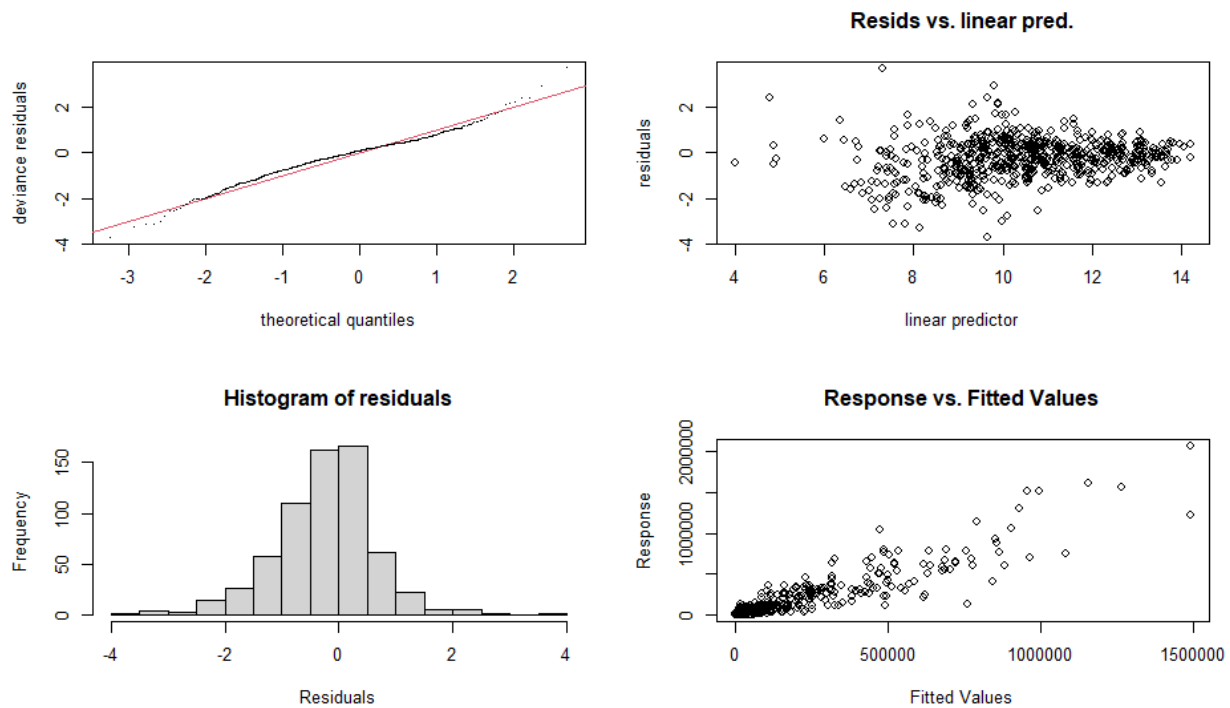 deviance residuals
2
0
-2
-4
-3 -2 -1 0 1 2
theoretical quantiles
Resids vs. linear pred.
residuals
2
0
-2
-4
4 6 8 10 12 14
linear predictor
Histogram of residuals
Frequency
150
100
50
0
-4 -2 0 2 4
Residuals
Response vs. Fitted Values
Response
2000000
1000000
0
0 500000 1000000 1500000
Fitted Values